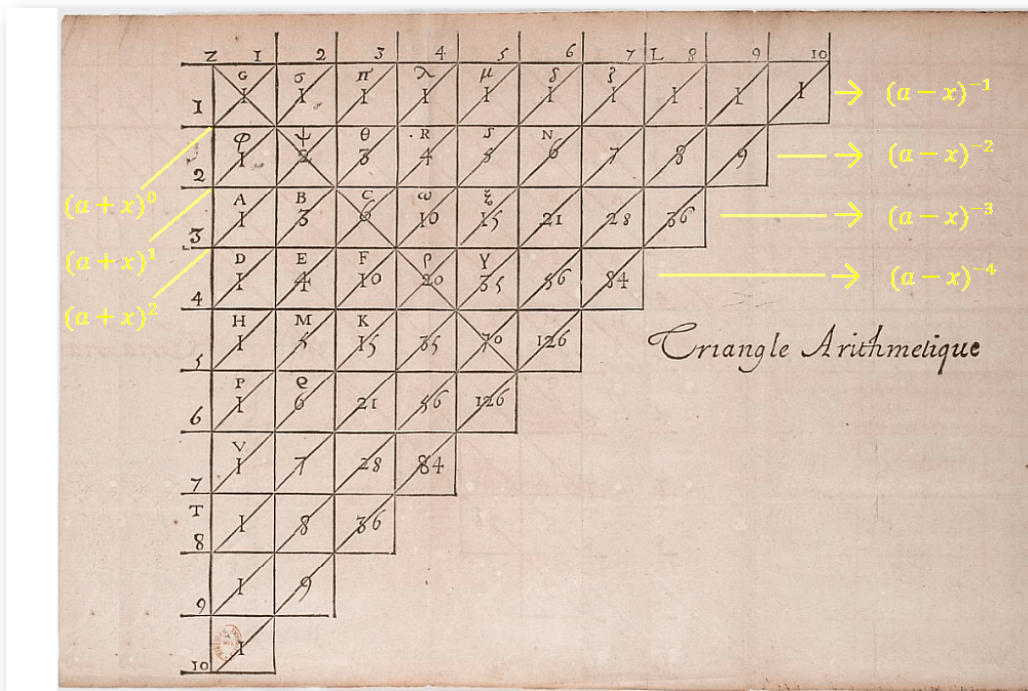 Z 1 2 3 4 5 6 7 L 8 9 10
G σ π λ μ δ ζ
1 1 1 1 1 1 1 1 1 1 1 → (a − x)⁻¹
φ ψ θ R S N
2 1 2 3 4 5 6 7 8 9 → (a − x)⁻²
(a + x)⁰
A B C ω ξ
3 1 3 6 10 15 21 28 36 → (a − x)⁻³
(a + x)¹
D E F ρ Y
4 1 4 10 20 35 56 84 → (a − x)⁻⁴
(a + x)²
H M K
5 1 5 15 35 70 126
Triangle Arithmetique
P Q
6 1 6 21 56 126
V
7 1 7 28 84
T
8 1 8 36
9 1 9
10 1